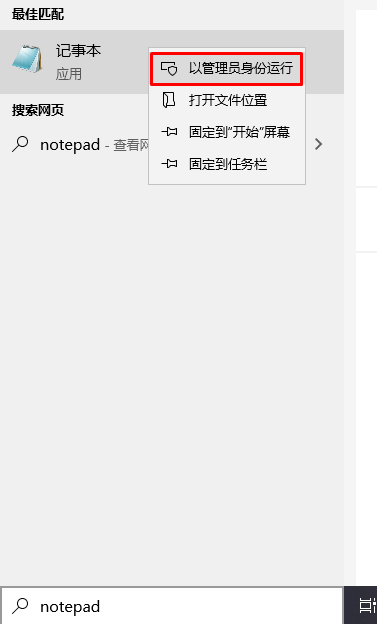 最佳匹配
记事本
应用
以管理员身份运行
打开文件位置
固定到"开始"屏幕
固定到任务栏
搜索网页
notepad - 查看网
notepad